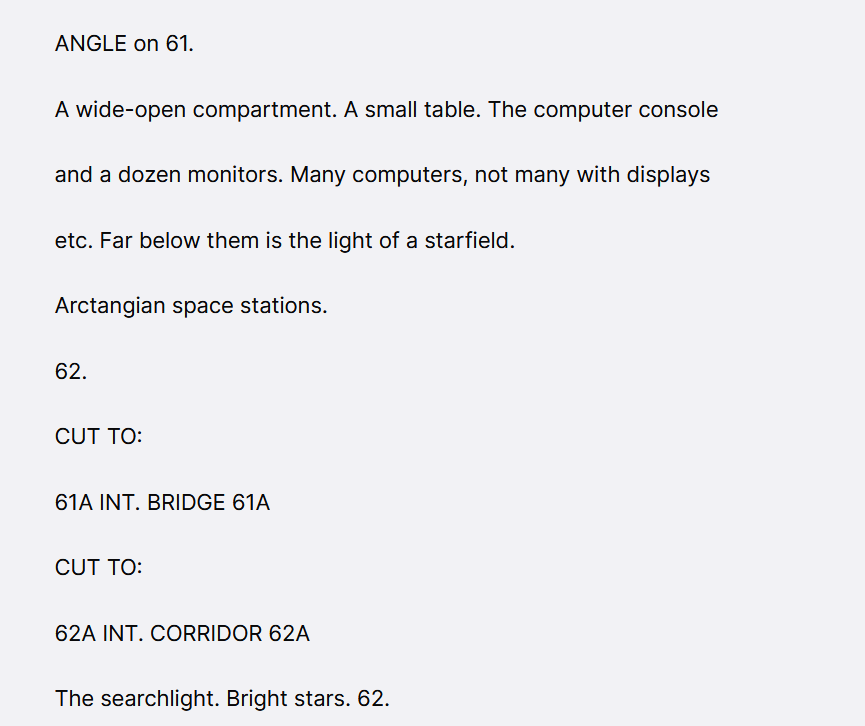 ANGLE on 61.
A wide-open compartment. A small table. The computer console
and a dozen monitors. Many computers, not many with displays
etc. Far below them is the light of a starfield.
Arctangian space stations.
62.
CUT TO:
61A INT. BRIDGE 61A
CUT TO:
62A INT. CORRIDOR 62A
The searchlight. Bright stars. 62.